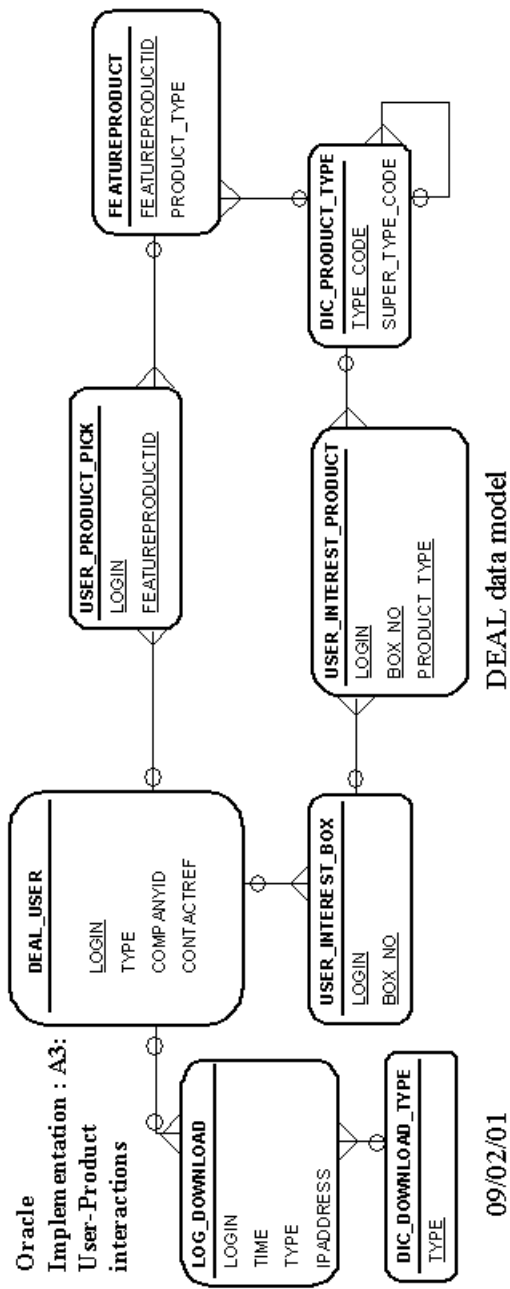 Oracle
Implementation : A3:
User-Product
interactions
DEAL_USER
LOGIN
TYPE
COMPANYID
CONTACTREF
USER_PRODUCT_PICK
LOGIN
FEATUREPRODUCTID
FEATUREPRODUCT
FEATUREPRODUCTID
PRODUCT_TYPE
LOG_DOWNLOAD
LOGIN
TIME
TYPE
IPADDRESS
USER_INTEREST_BOX
LOGIN
BOX_NO
USER_INTEREST_PRODUCT
LOGIN
BOX_NO
PRODUCT_TYPE
DIC_PRODUCT_TYPE
TYPE_CODE
SUPER_TYPE_CODE
DIC_DOWNLOAD_TYPE
TYPE
09/02/01
DEAL data model